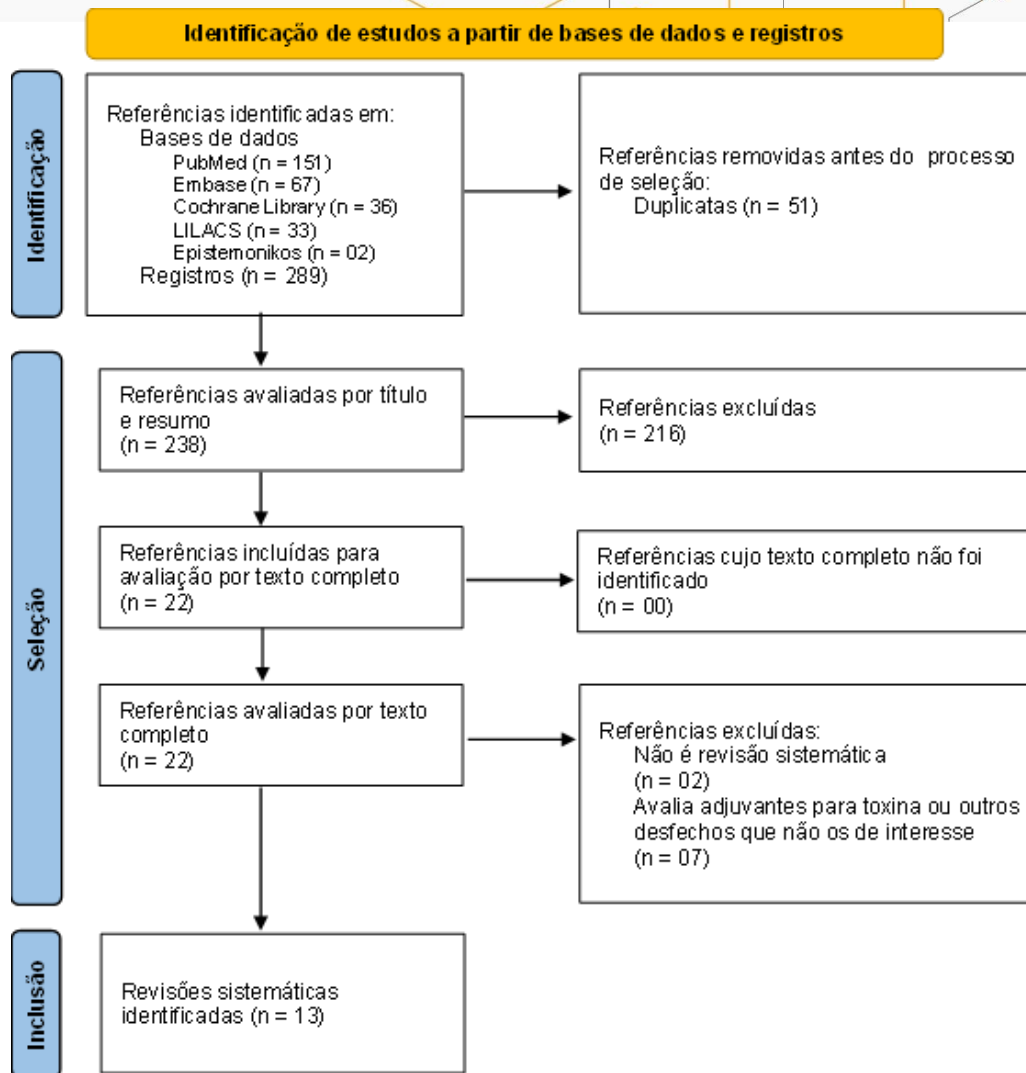 Identificação de estudos a partir de bases de dados e registros
Identificação
Referências identificadas em:
Bases de dados
PubMed (n = 151)
Embase (n = 67)
Cochrane Library (n = 36)
LILACS (n = 33)
Epistemonikos (n = 02)
Registros (n = 289)
Referências removidas antes do processo
de seleção:
Duplicatas (n = 51)
Seleção
Referências avaliadas por título
e resumo
(n = 238)
Referências excluídas
(n = 216)
Referências incluídas para
avaliação por texto completo
(n = 22)
Referências cujo texto completo não foi
identificado
(n = 00)
Referências avaliadas por texto
completo
(n = 22)
Referências excluídas:
Não é revisão sistemática
(n = 02)
Avalia adjuvantes para toxina ou outros
desfechos que não os de interesse
(n = 07)
Inclusão
Revisões sistemáticas
identificadas (n = 13)